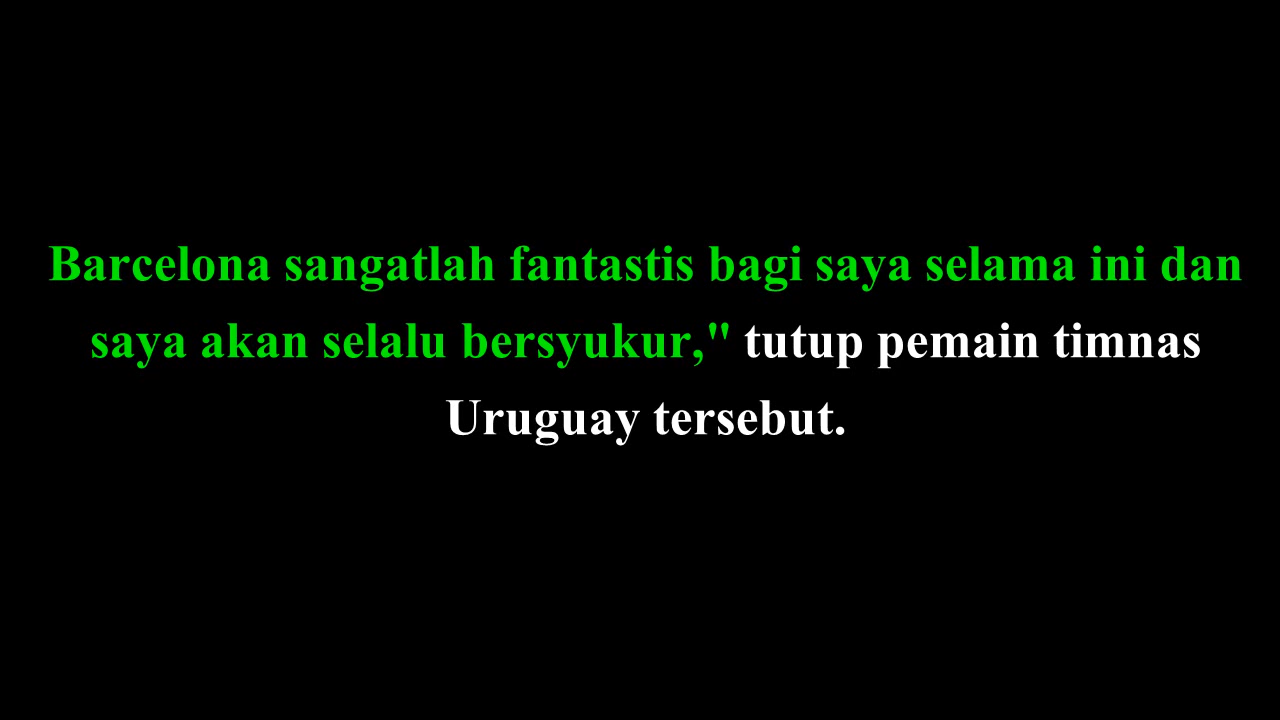 Barcelona sangatlah fantastis bagi saya selama ini dan
saya akan selalu bersyukur," tutup pemain timnas
Uruguay tersebut.